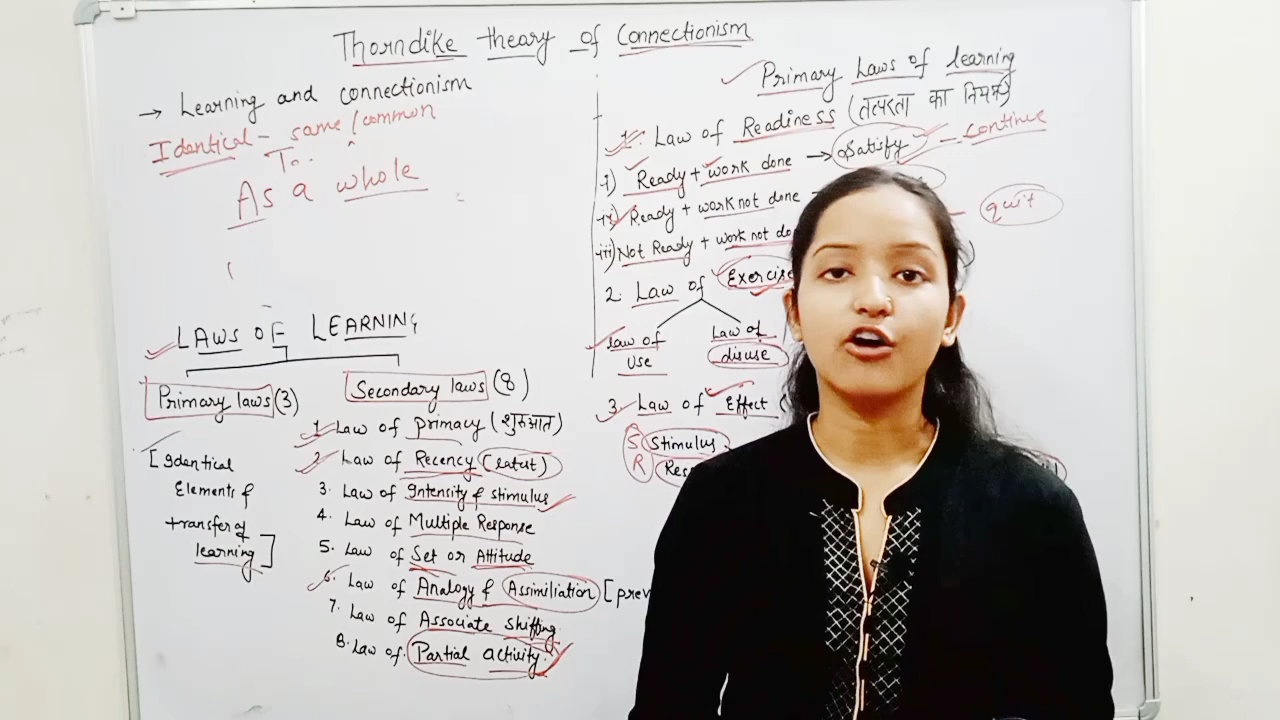 Thorndike theory of Connectionism
→ Learning and connectionism
Identical - same / common
To.
As a whole
LAWS OF LEARNING
Primary laws (3)
[Identical
Elements of
transfer of
learning]
Secondary laws (8)
1. Law of primacy (शुरुआत)
2. Law of Recency (latest)
3. Law of Intensity of stimulus
4. Law of Multiple Response
5. Law of Set or Attitude
6. Law of Analogy & Assimiliation [prev
7. Law of Associate shifting
8. Law of Partial activity.
Primary Laws of learning
1. Law of Readiness (तत्परता का नियम)
i) Ready + work done → Satisfy - continue
ii) Ready + work not done quit
iii) Not Ready + work not do
2. Law of Exercise
Law of Use
Law of disuse
3. Law of Effect
S Stimulus
R Res